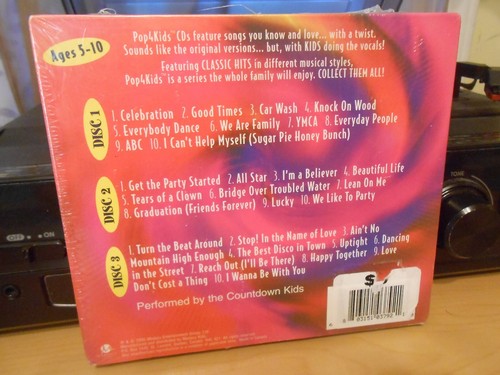 Ages 5-10
Pop4Kids™ CDs feature songs you know and love... with a twist.
Sounds like the original versions... but, with KIDS doing the vocals!
Featuring CLASSIC HITS in different musical styles,
Pop4Kids™ is a series the whole family will enjoy. COLLECT THEM ALL!
DISC 1
1. Celebration 2. Good Times 3. Car Wash 4. Knock On Wood
5. Everybody Dance 6. We Are Family 7. YMCA 8. Everyday People
9. ABC 10. I Can't Help Myself (Sugar Pie Honey Bunch)
DISC 2
1. Get the Party Started 2. All Star 3. I'm a Believer 4. Beautiful Life
5. Tears of a Clown 6. Bridge Over Troubled Water 7. Lean On Me
8. Graduation (Friends Forever) 9. Lucky 10. We Like To Party
DISC 3
1. Turn the Beat Around 2. Stop! In the Name of Love 3. Ain't No
Mountain High Enough 4. The Best Disco in Town 5. Uptight 6. Dancing
in the Street 7. Reach Out (I'll Be There) 8. Happy Together 9. Love
Don't Cost a Thing 10. I Wanna Be With You
Performed by the Countdown Kids
OFF ON
TONE